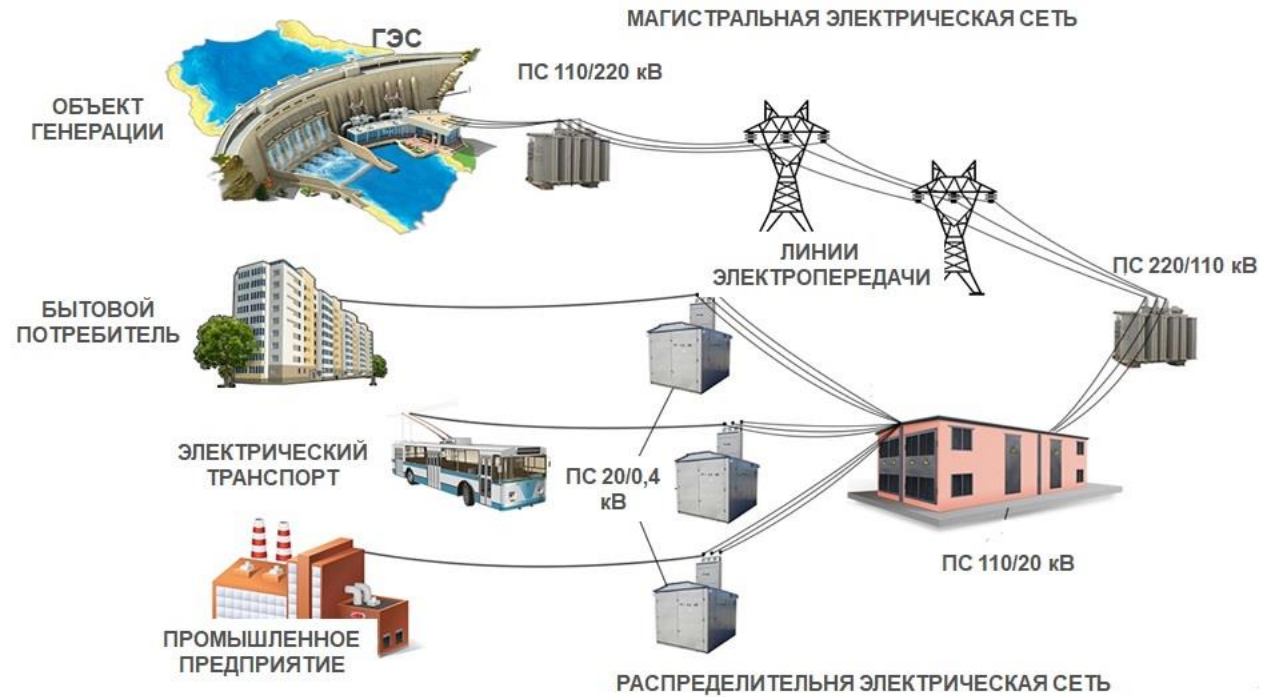 МАГИСТРАЛЬНАЯ ЭЛЕКТРИЧЕСКАЯ СЕТЬ
ГЭС
ПС 110/220 кВ
ОБЪЕКТ
ГЕНЕРАЦИИ
ЛИНИИ
ЭЛЕКТРОПЕРЕДАЧИ
ПС 220/110 кВ
БЫТОВОЙ
ПОТРЕБИТЕЛЬ
ЭЛЕКТРИЧЕСКИЙ
ТРАНСПОРТ
ПС 20/0,4
кВ
ПС 110/20 кВ
ПРОМЫШЛЕННОЕ
ПРЕДПРИЯТИЕ
РАСПРЕДЕЛИТЕЛЬНЯ ЭЛЕКТРИЧЕСКАЯ СЕТЬ